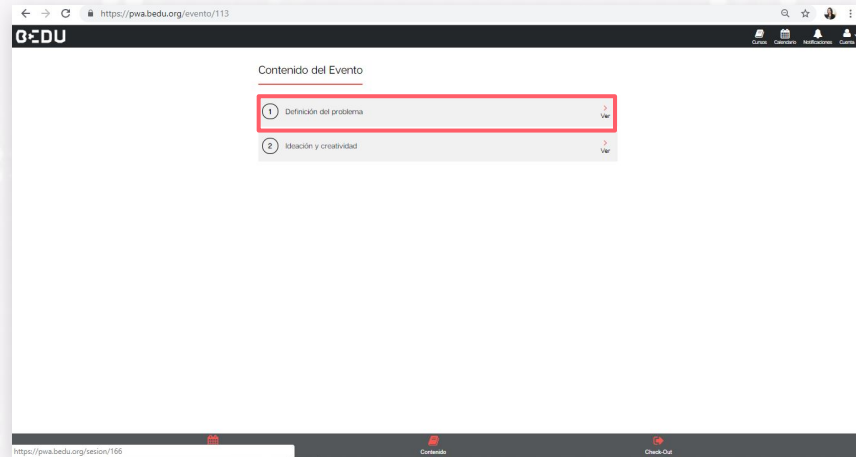 https://pwa.bedu.org/evento/113
BEDU
Cursos Calendario Notificaciones Cuenta
Contenido del Evento
1 Definición del problema
Ver
2 Ideación y creatividad
Ver
Contenido
Check-Out
https://pwa.bedu.org/sesion/166